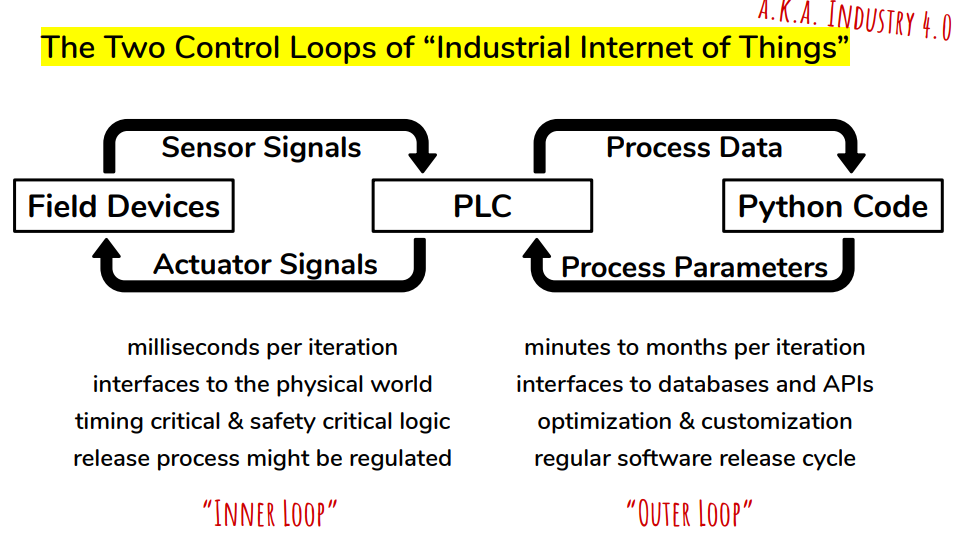 a.k.a. Industry 4.0
The Two Control Loops of “Industrial Internet of Things”
Sensor Signals
Process Data
Field Devices
PLC
Python Code
Actuator Signals
Process Parameters
milliseconds per iteration
interfaces to the physical world
timing critical & safety critical logic
release process might be regulated
“Inner Loop”
minutes to months per iteration
interfaces to databases and APIs
optimization & customization
regular software release cycle
“Outer Loop”